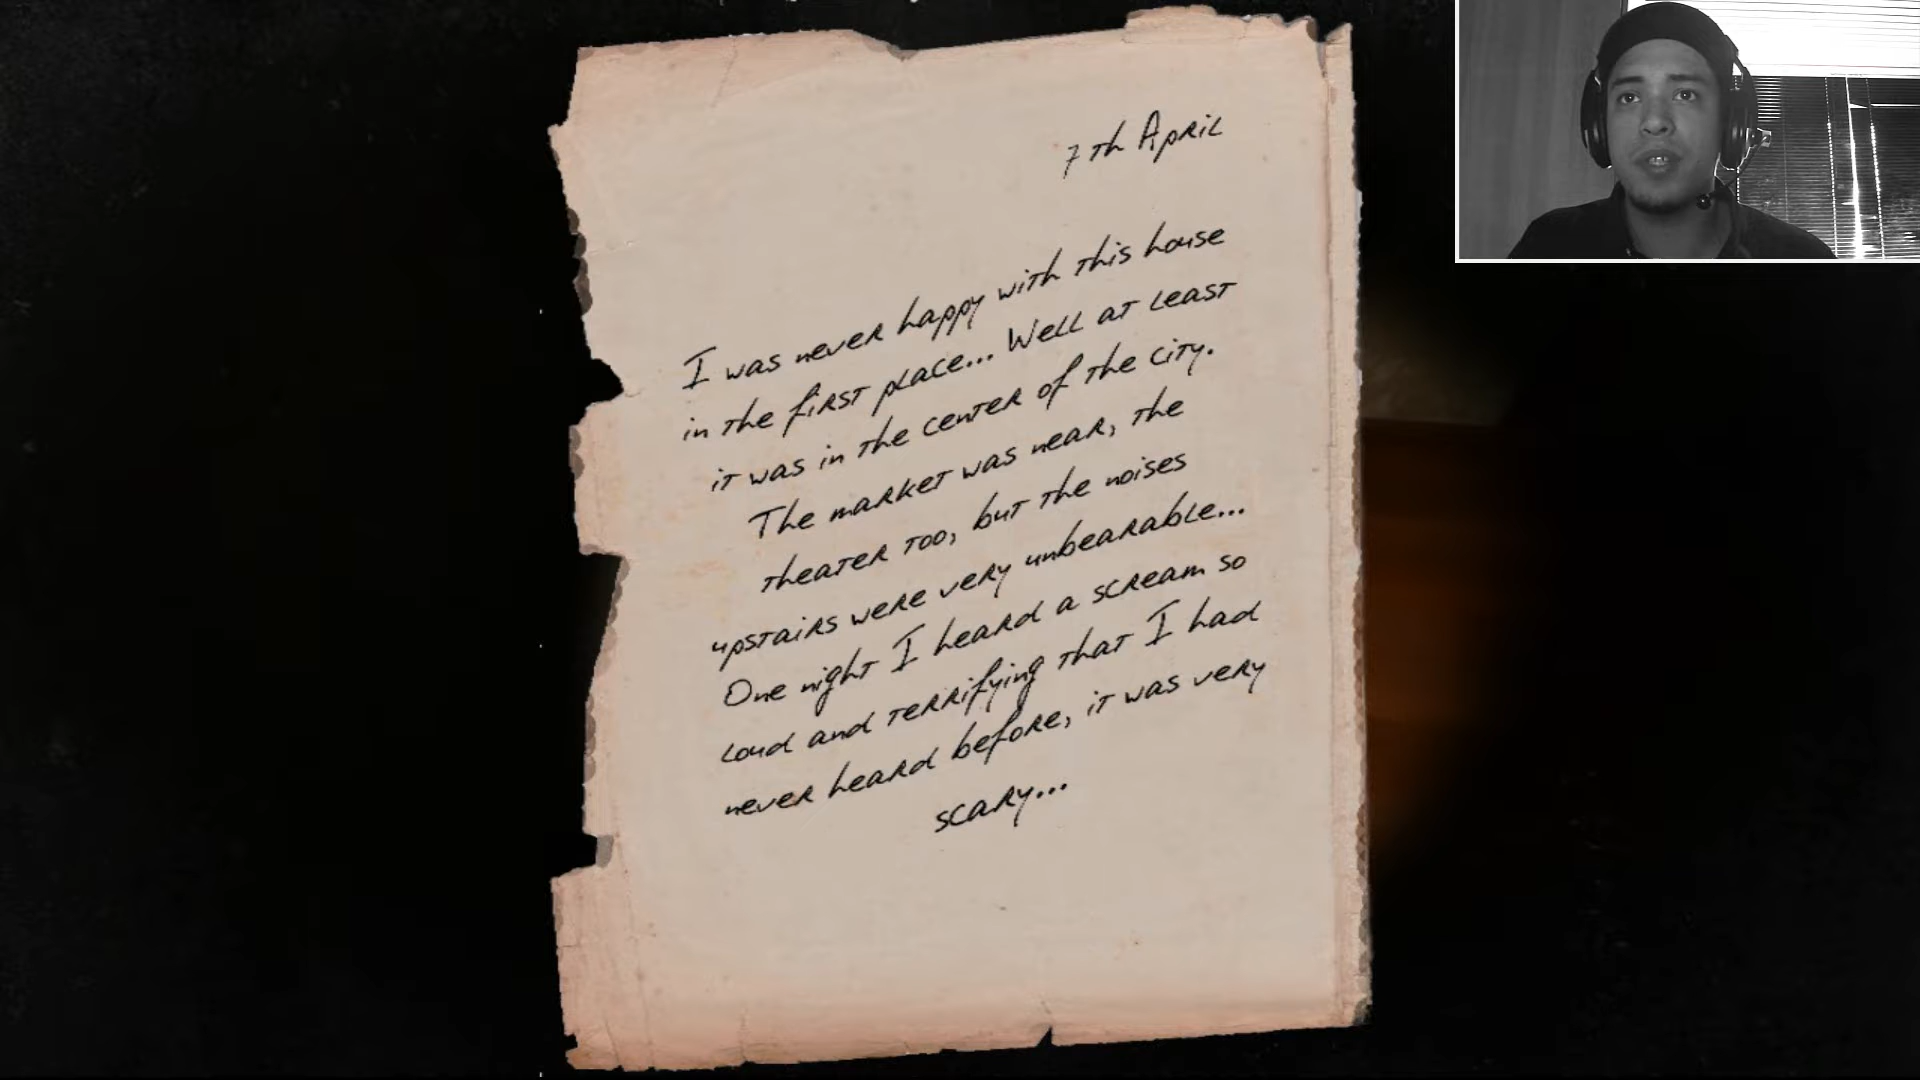 7th April
I was never happy with this house
in the first place... Well at least
it was in the center of the city.
The market was near, the
theater too, but the noises
upstairs were very unbearable...
One night I heard a scream so
loud and terrifying that I had
never heard before, it was very
scary...